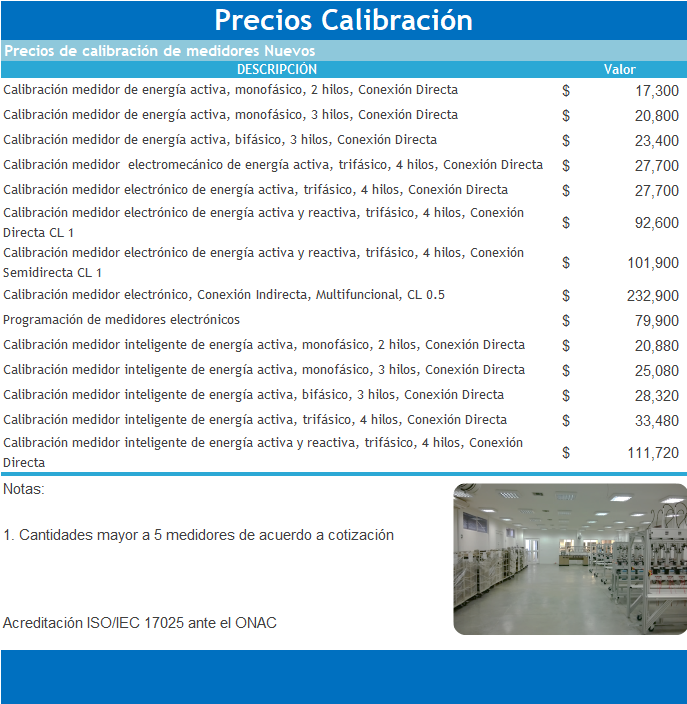 Precios Calibración
Precios de calibración de medidores Nuevos
DESCRIPCIÓN Valor
Calibración medidor de energía activa, monofásico, 2 hilos, Conexión Directa $ 17,300
Calibración medidor de energía activa, monofásico, 3 hilos, Conexión Directa $ 20,800
Calibración medidor de energía activa, bifásico, 3 hilos, Conexión Directa $ 23,400
Calibración medidor electromecánico de energía activa, trifásico, 4 hilos, Conexión Directa $ 27,700
Calibración medidor electrónico de energía activa, trifásico, 4 hilos, Conexión Directa $ 27,700
Calibración medidor electrónico de energía activa y reactiva, trifásico, 4 hilos, Conexión
Directa CL 1 $ 92,600
Calibración medidor electrónico de energía activa y reactiva, trifásico, 4 hilos, Conexión
Semidirecta CL 1 $ 101,900
Calibración medidor electrónico, Conexión Indirecta, Multifuncional, CL 0.5 $ 232,900
Programación de medidores electrónicos $ 79,900
Calibración medidor inteligente de energía activa, monofásico, 2 hilos, Conexión Directa $ 20,880
Calibración medidor inteligente de energía activa, monofásico, 3 hilos, Conexión Directa $ 25,080
Calibración medidor inteligente de energía activa, bifásico, 3 hilos, Conexión Directa $ 28,320
Calibración medidor inteligente de energía activa, trifásico, 4 hilos, Conexión Directa $ 33,480
Calibración medidor inteligente de energía activa y reactiva, trifásico, 4 hilos, Conexión
Directa $ 111,720
Notas:
1. Cantidades mayor a 5 medidores de acuerdo a cotización
Acreditación ISO/IEC 17025 ante el ONAC